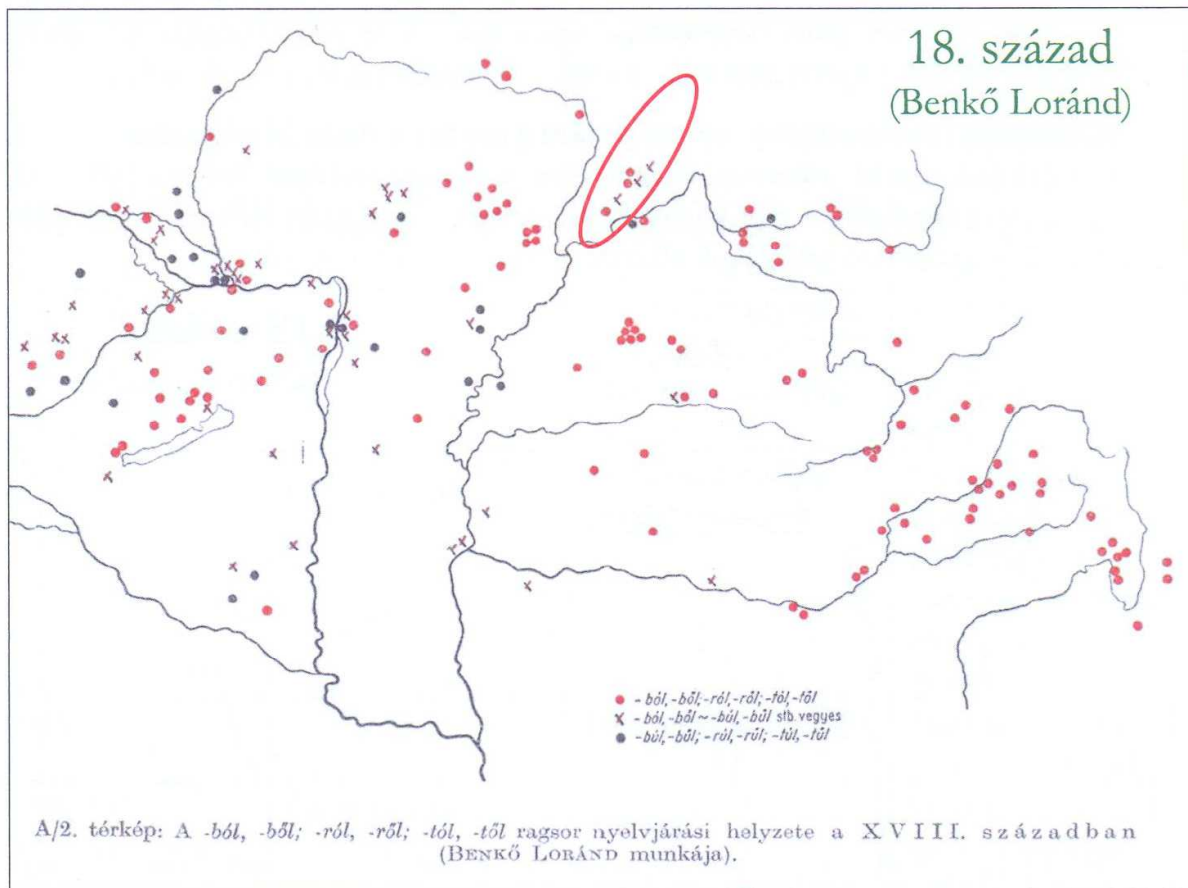 18. század
(Benkő Loránd)
-ból, -ből; -ról, -ről; -tól, -től
-ból, -ből ~ -búl, -bűl stb. vegyes
-búl, -bűl; -rúl, -rűl; -túl, -tűl
A/2. térkép: A -ból, -ből; -ról, -ről; -tól, -től ragsor nyelvjárási helyzete a XVIII. században
(BENKŐ LORÁND munkája).